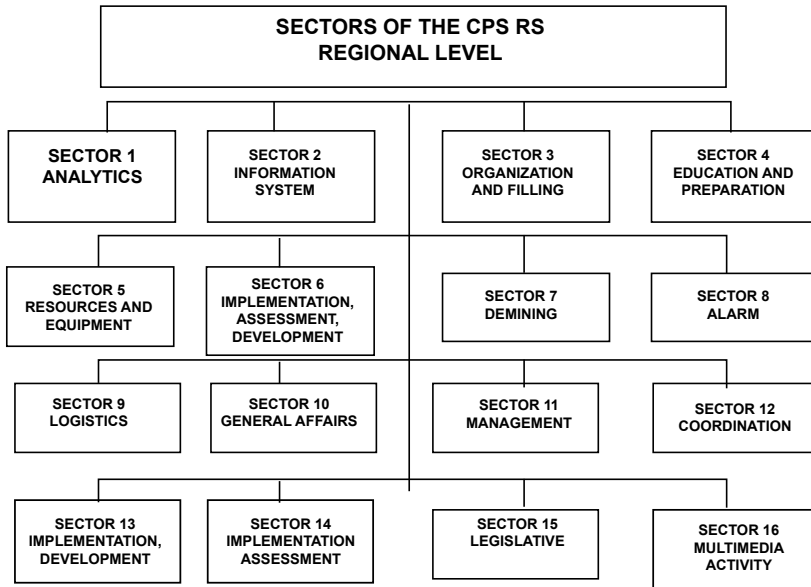 SECTORS OF THE CPS RS
REGIONAL LEVEL
SECTOR 1
ANALYTICS
SECTOR 2
INFORMATION
SYSTEM
SECTOR 3
ORGANIZATION
AND FILLING
SECTOR 4
EDUCATION AND
PREPARATION
SECTOR 5
RESOURCES AND
EQUIPMENT
SECTOR 6
IMPLEMENTATION,
ASSESSMENT,
DEVELOPMENT
SECTOR 7
DEMINING
SECTOR 8
ALARM
SECTOR 9
LOGISTICS
SECTOR 10
GENERAL AFFAIRS
SECTOR 11
MANAGEMENT
SECTOR 12
COORDINATION
SECTOR 13
IMPLEMENTATION,
DEVELOPMENT
SECTOR 14
IMPLEMENTATION
ASSESSMENT
SECTOR 15
LEGISLATIVE
SECTOR 16
MULTIMEDIA
ACTIVITY